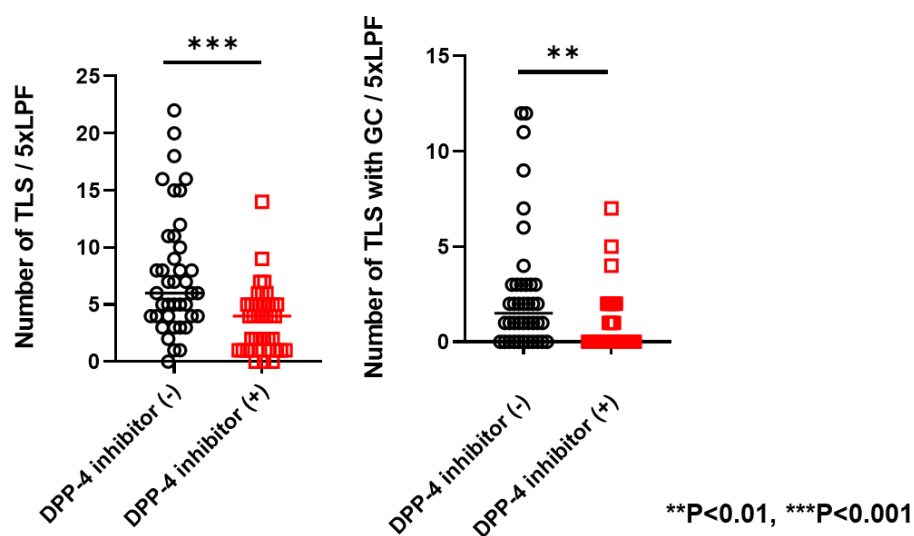 Number of TLS / 5xLPF
***
25
20
15
10
5
0
DPP-4 inhibitor (-)
DPP-4 inhibitor (+)
Number of TLS with GC / 5xLPF
**
15
10
5
0
DPP-4 inhibitor (-)
DPP-4 inhibitor (+)
**P<0.01, ***P<0.001